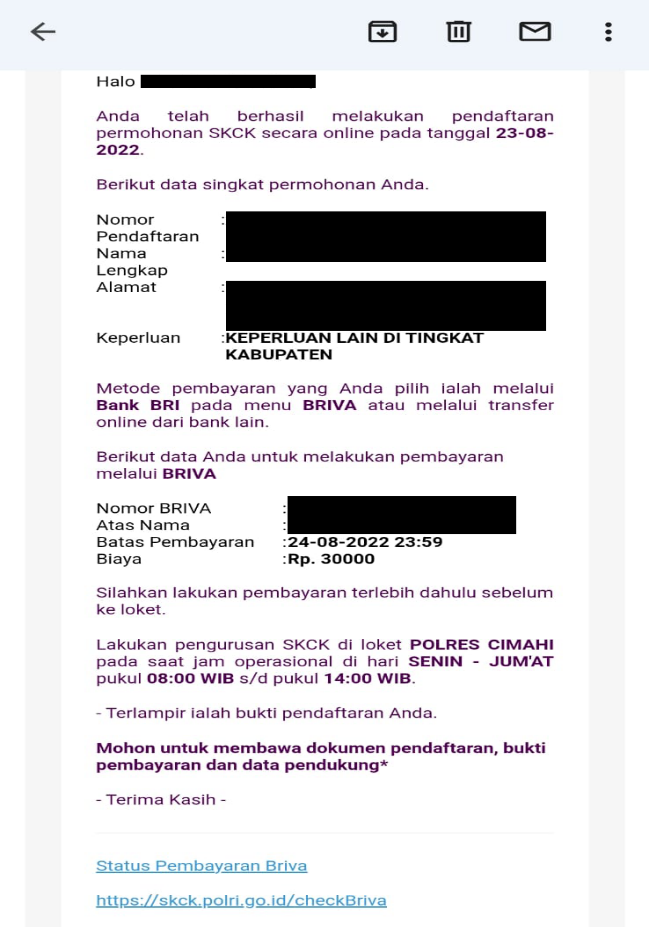 Halo
Anda telah berhasil melakukan pendaftaran
permohonan SKCK secara online pada tanggal 23-08-
2022.
Berikut data singkat permohonan Anda.
Nomor :
Pendaftaran
Nama :
Lengkap
Alamat :
Keperluan :KEPERLUAN LAIN DI TINGKAT
KABUPATEN
Metode pembayaran yang Anda pilih ialah melalui
Bank BRI pada menu BRIVA atau melalui transfer
online dari bank lain.
Berikut data Anda untuk melakukan pembayaran
melalui BRIVA
Nomor BRIVA :
Atas Nama :
Batas Pembayaran :24-08-2022 23:59
Biaya :Rp. 30000
Silahkan lakukan pembayaran terlebih dahulu sebelum
ke loket.
Lakukan pengurusan SKCK di loket POLRES CIMAHI
pada saat jam operasional di hari SENIN - JUM'AT
pukul 08:00 WIB s/d pukul 14:00 WIB.
- Terlampir ialah bukti pendaftaran Anda.
Mohon untuk membawa dokumen pendaftaran, bukti
pembayaran dan data pendukung*
- Terima Kasih -
Status Pembayaran Briva
https://skck.polri.go.id/checkBriva